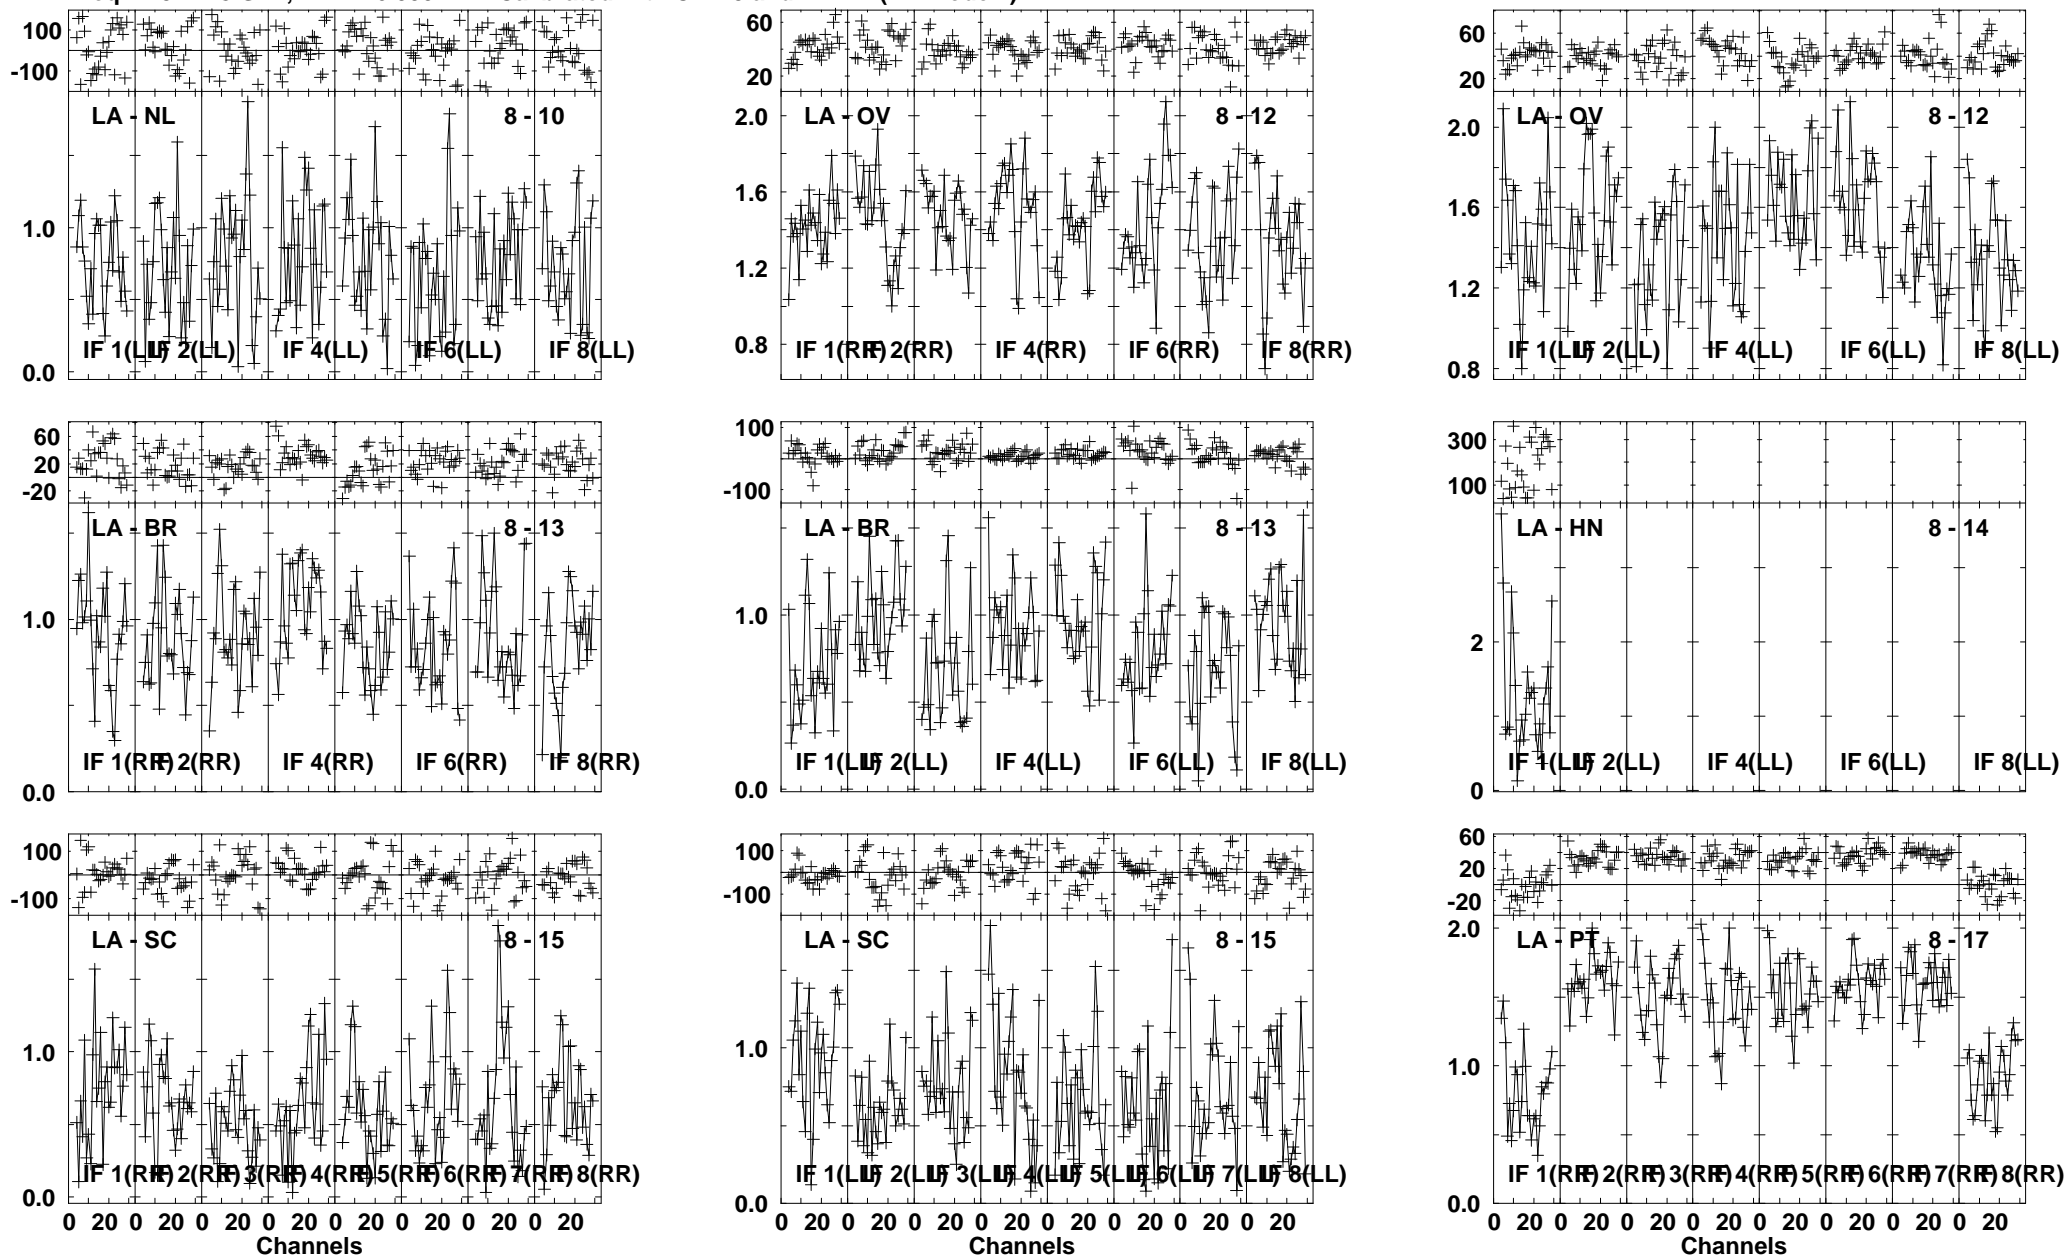 100
-100
LA - NL 8 - 10
1.0
0.0
IF 1(LL) IF 2(LL) IF 4(LL) IF 6(LL) IF 8(LL)
60
20
LA - OV 8 - 12
2.0
1.6
1.2
0.8
IF 1(RR) IF 2(RR) IF 4(RR) IF 6(RR) IF 8(RR)
60
20
LA - OV 8 - 12
2.0
1.6
1.2
0.8
IF 1(LL) IF 2(LL) IF 4(LL) IF 6(LL) IF 8(LL)
60
20
-20
LA - BR 8 - 13
1.0
0.0
IF 1(RR) IF 2(RR) IF 4(RR) IF 6(RR) IF 8(RR)
100
-100
LA - BR 8 - 13
1.0
0.0
IF 1(LL) IF 2(LL) IF 4(LL) IF 6(LL) IF 8(LL)
300
100
LA - HN 8 - 14
2
0
IF 1(LL) IF 2(LL) IF 4(LL) IF 6(LL) IF 8(LL)
100
-100
LA - SC 8 - 15
1.0
0.0
IF 1(RR) IF 2(RR) IF 3(RR) IF 4(RR) IF 5(RR) IF 6(RR) IF 7(RR) IF 8(RR)
0 20 0 20 0 20 0 20 0 20 0 20 0 20 0 20
Channels
100
-100
LA - SC 8 - 15
1.0
0.0
IF 1(LL) IF 2(LL) IF 3(LL) IF 4(LL) IF 5(LL) IF 6(LL) IF 7(LL) IF 8(LL)
0 20 0 20 0 20 0 20 0 20 0 20 0 20 0 20
Channels
60
20
-20
LA - PT 8 - 17
2.0
1.0
0.0
IF 1(RR) IF 2(RR) IF 3(RR) IF 4(RR) IF 5(RR) IF 6(RR) IF 7(RR) IF 8(RR)
0 20 0 20 0 20 0 20 0 20 0 20 0 20 0 20
Channels